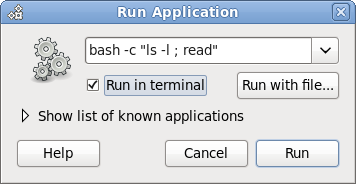 Run Application
bash -c "ls -l ; read"
Run in terminal
Run with file...
Show list of known applications
Help
Cancel
Run